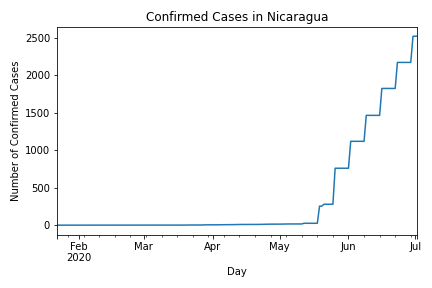 Confirmed Cases in Nicaragua
Number of Confirmed Cases
2500
2000
1500
1000
500
0
Feb Mar Apr May Jun Jul
2020
Day